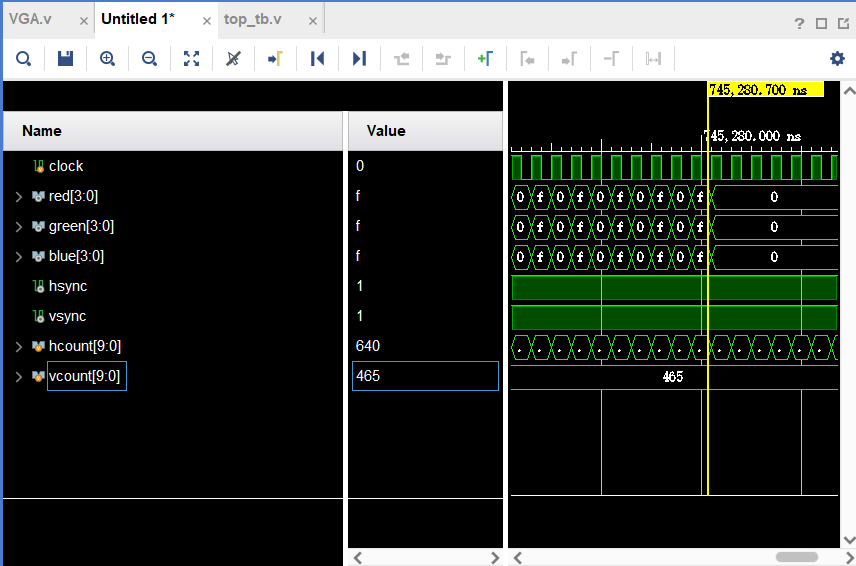 VGA.v × Untitled 1* × top_tb.v ×
?
745,280.700 ns
Name Value
745,280.000 ns
clock 0
red[3:0] f 0 f 0 f 0 f 0 f 0 f 0
green[3:0] f 0 f 0 f 0 f 0 f 0 f 0
blue[3:0] f 0 f 0 f 0 f 0 f 0 f 0
hsync 1
vsync 1
hcount[9:0] 640 . . . . . . . . . . . . . . . . .
vcount[9:0] 465 465